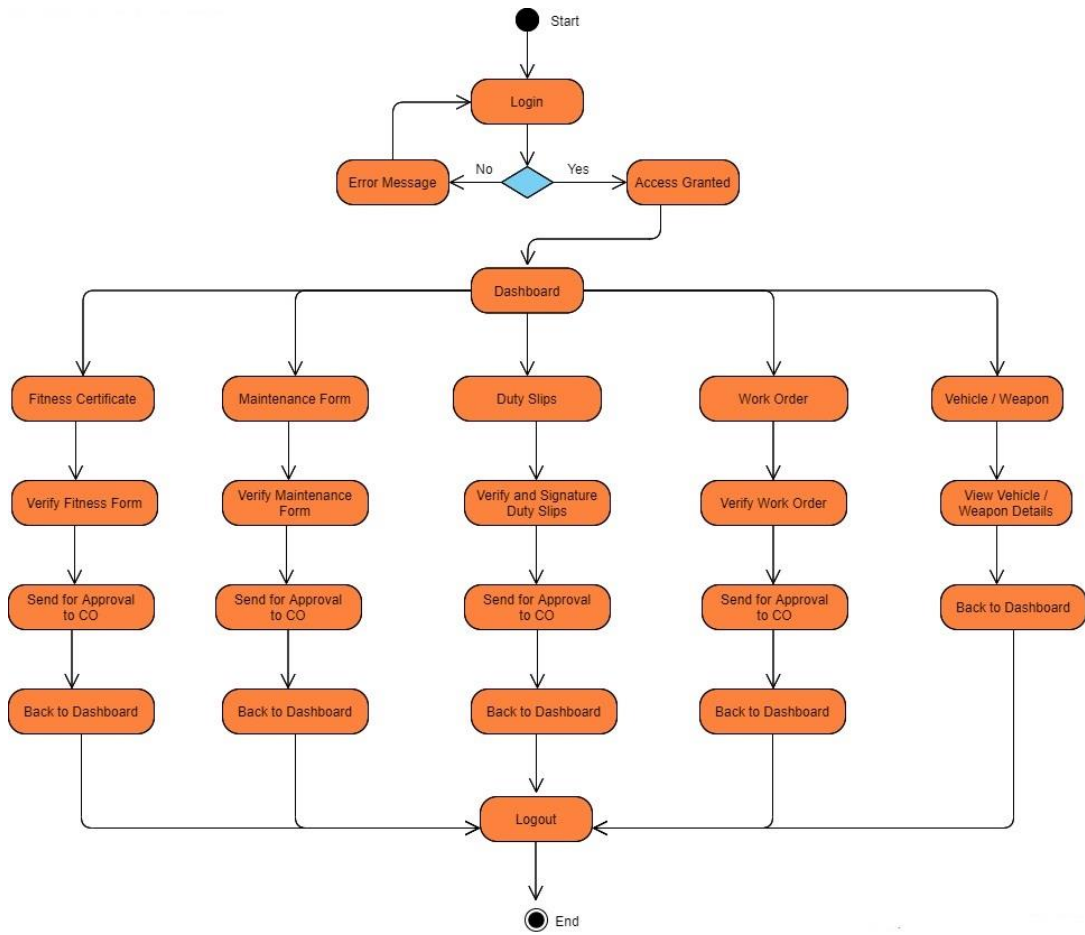 Start
Login
No
Yes
Error Message
Access Granted
Dashboard
Fitness Certificate
Maintenance Form
Duty Slips
Work Order
Vehicle / Weapon
Verify Fitness Form
Verify Maintenance
Form
Verify and Signature
Duty Slips
Verify Work Order
View Vehicle /
Weapon Details
Send for Approval
to CO
Send for Approval
to CO
Send for Approval
to CO
Send for Approval
to CO
Back to Dashboard
Back to Dashboard
Back to Dashboard
Back to Dashboard
Back to Dashboard
Logout
End